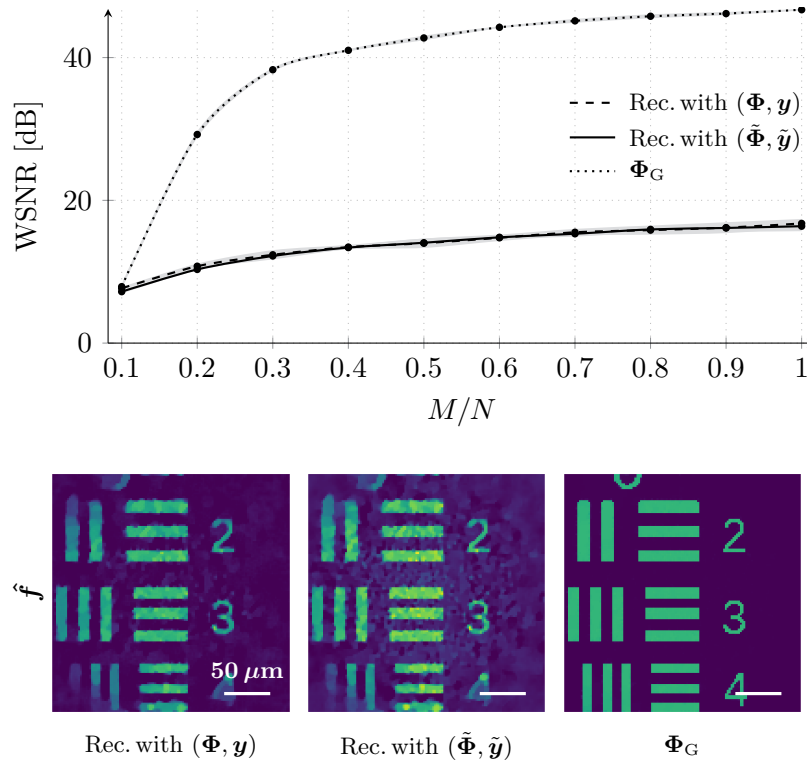 WSNR [dB]
40
20
0
Rec. with (Φ, y)
Rec. with (Φ̃, ỹ)
Φ_G
0.1 0.2 0.3 0.4 0.5 0.6 0.7 0.8 0.9 1
M/N
f̂
2 2 2
3 3 3
50 μm
4 4 4
Rec. with (Φ, y) Rec. with (Φ̃, ỹ) Φ_G